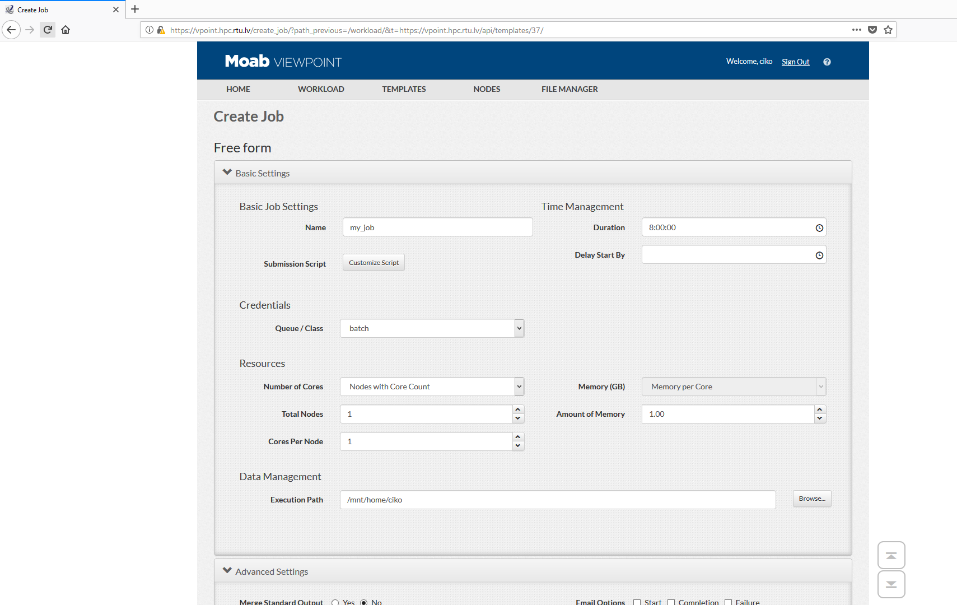 Create Job
https://vpoint.hpc.rtu.lv/create_job/?path_previous=/workload/&t=https://vpoint.hpc.rtu.lv/api/templates/37/
Moab VIEWPOINT
Welcome, ciko Sign Out ?
HOME WORKLOAD TEMPLATES NODES FILE MANAGER
Create Job
Free form
Basic Settings
Basic Job Settings Time Management
Name my_job Duration 8:00:00
Delay Start By
Submission Script Customize Script
Credentials
Queue / Class batch
Resources
Number of Cores Nodes with Core Count Memory (GB) Memory per Core
Total Nodes 1 Amount of Memory 1.00
Cores Per Node 1
Data Management
Execution Path /mnt/home/ciko Browse...
Advanced Settings
Merge Standard Output Yes No Email Options Start Completion Failure